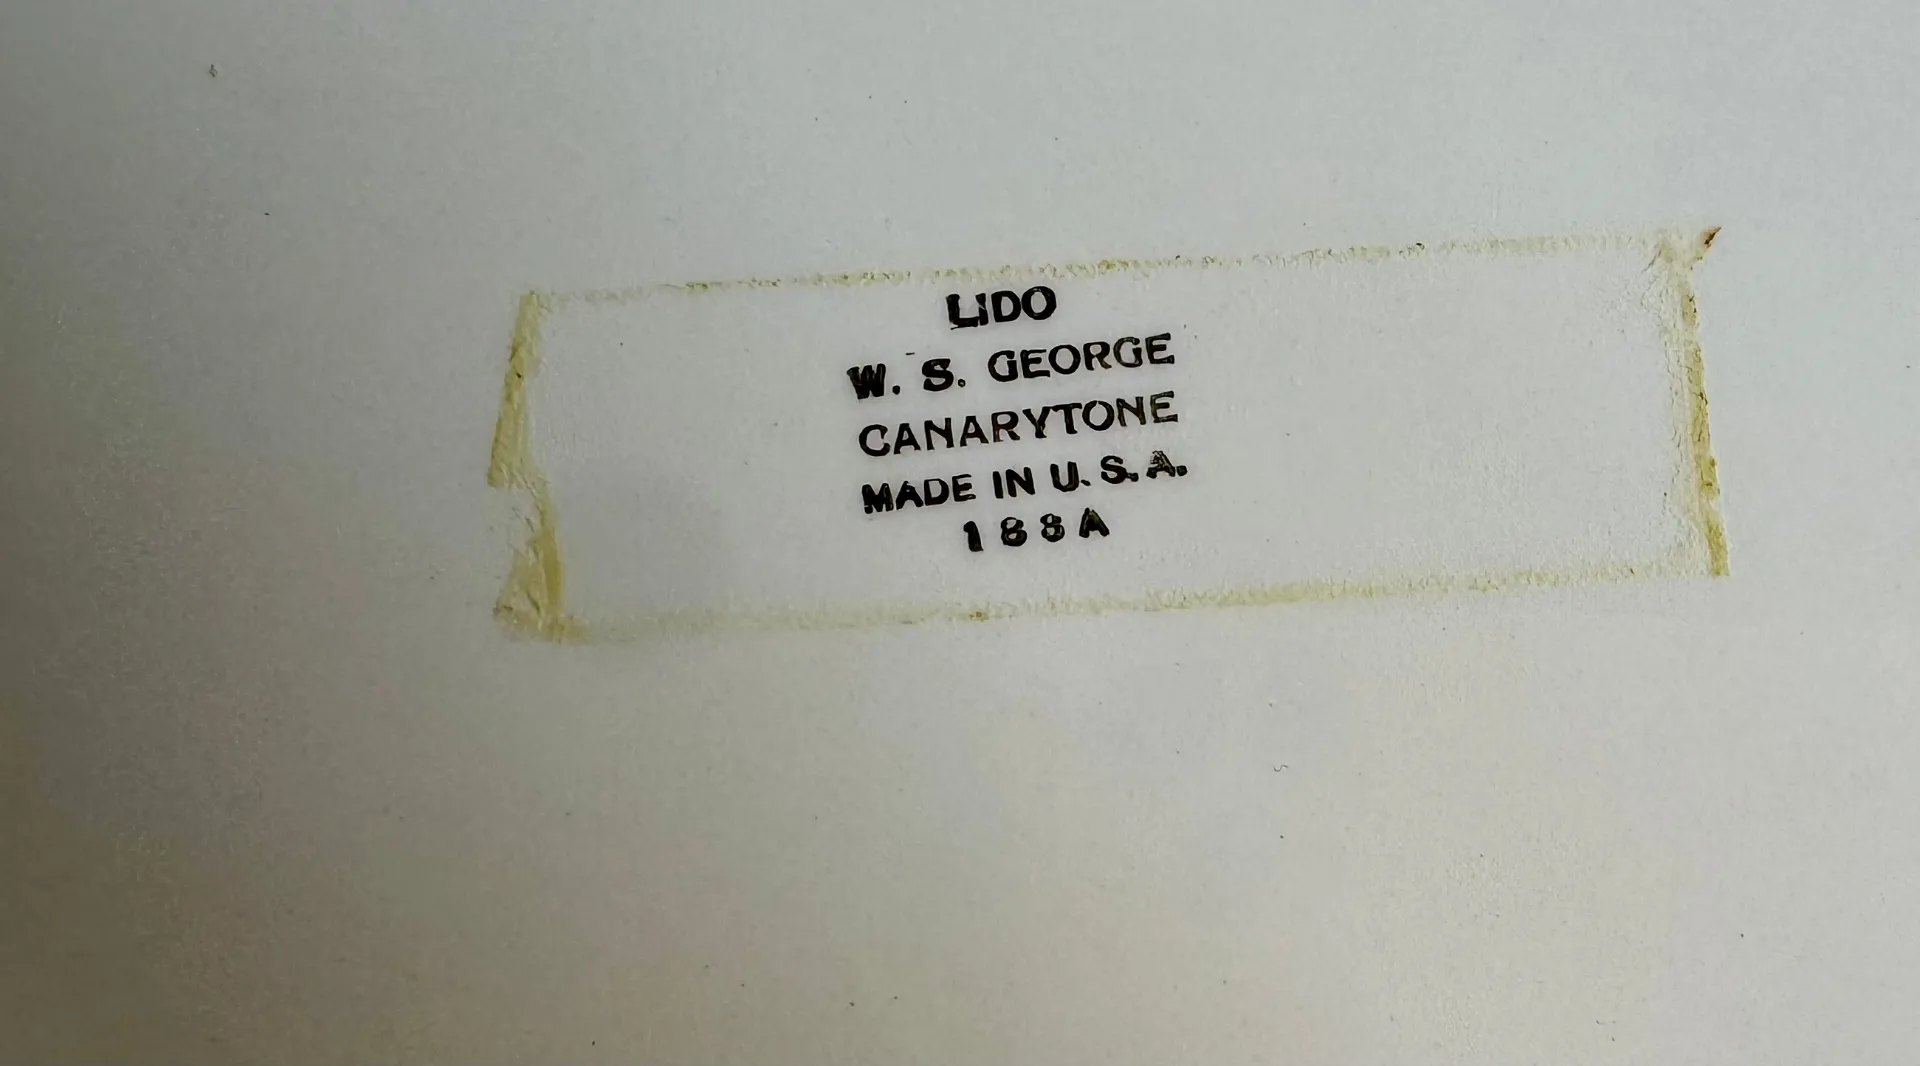 LIDO
W. S. GEORGE
CANARYTONE
MADE IN U. S. A.
188A